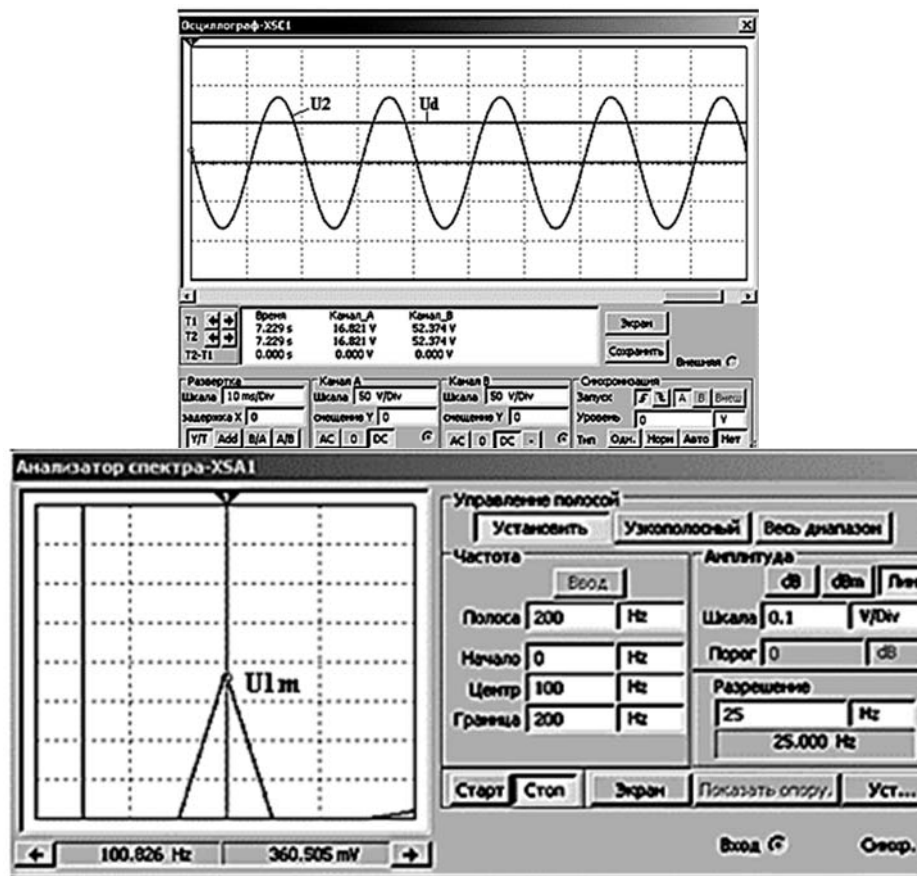 Осциллограф-XSC1
U2
Ud
Время Канал_A Канал_B
T1 7.229 s 16.821 V 52.374 V
T2 7.229 s 16.821 V 52.374 V
T2-T1 0.000 s 0.000 V 0.000 V
Экран
Сохранить
Внешняя
Развертка
Шкала 10 ms/Div
задержка X 0
Y/T Add B/A A/B
Канал A
Шкала 50 V/Div
смещение Y 0
AC 0 DC
Канал B
Шкала 50 V/Div
смещение Y 0
AC 0 DC -
Синхронизация
Запуск A B Внеш
Уровень 0 V
Тип Одн. Норм Авто Нет
Анализатор спектра-XSA1
U1m
100.826 Hz 360.505 mV
Управление полосой
Установить Узкополосный Весь диапазон
Частота
Ввод
Полоса 200 Hz
Начало 0 Hz
Центр 100 Hz
Граница 200 Hz
Амплитуда
dB dBm Лин
Шкала 0.1 V/Div
Порог 0 dB
Разрешение
25 Hz
25.000 Hz
Старт Стоп Экран Показать опору. Уст...
Вход Синхр.